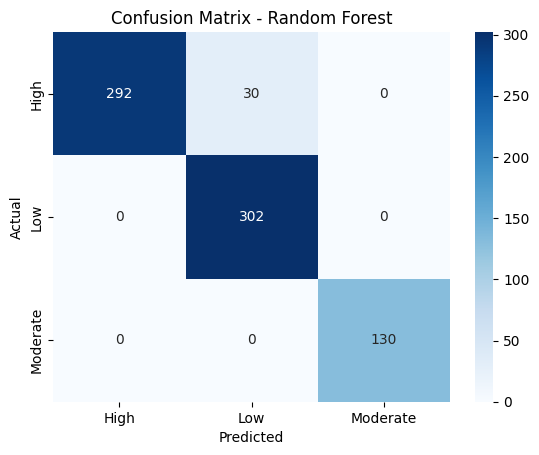 Confusion Matrix - Random Forest
High 292 30 0
Low 0 302 0
Moderate 0 0 130
Actual
High Low Moderate
Predicted
300
250
200
150
100
50
0